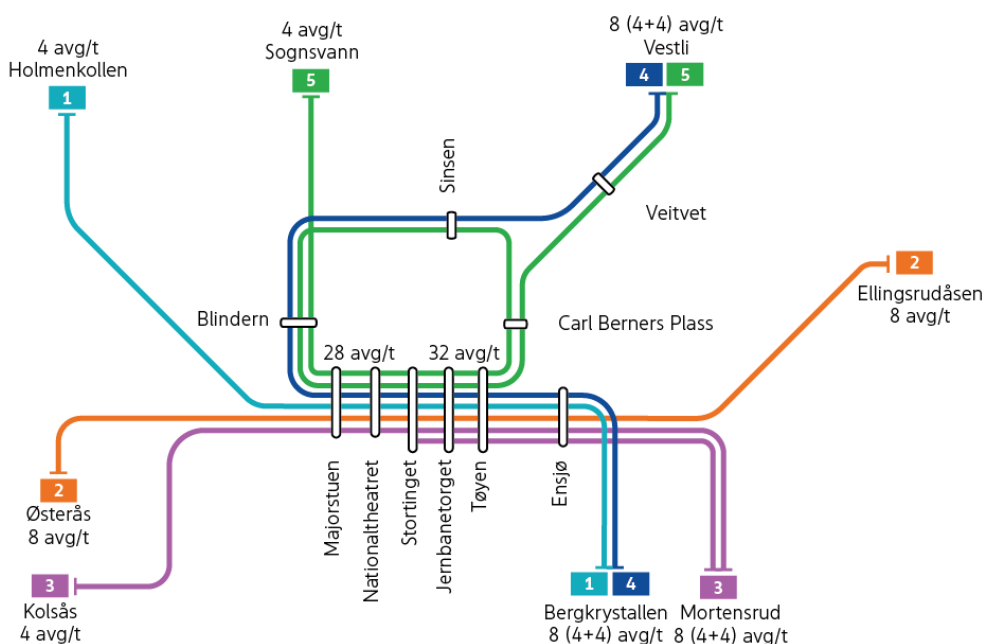 4 avg/t
Holmenkollen
1
4 avg/t
Sognsvann
5
8 (4+4) avg/t
Vestli
4 5
Sinsen
Veitvet
2
Ellingsrudåsen
8 avg/t
Blindern
Carl Berners Plass
28 avg/t
32 avg/t
Majorstuen
Nationaltheatret
Stortinget
Jernbanetorget
Tøyen
Ensjø
2
Østerås
8 avg/t
3
Kolsås
4 avg/t
1 4
Bergkrystallen
8 (4+4) avg/t
3
Mortensrud
8 (4+4) avg/t